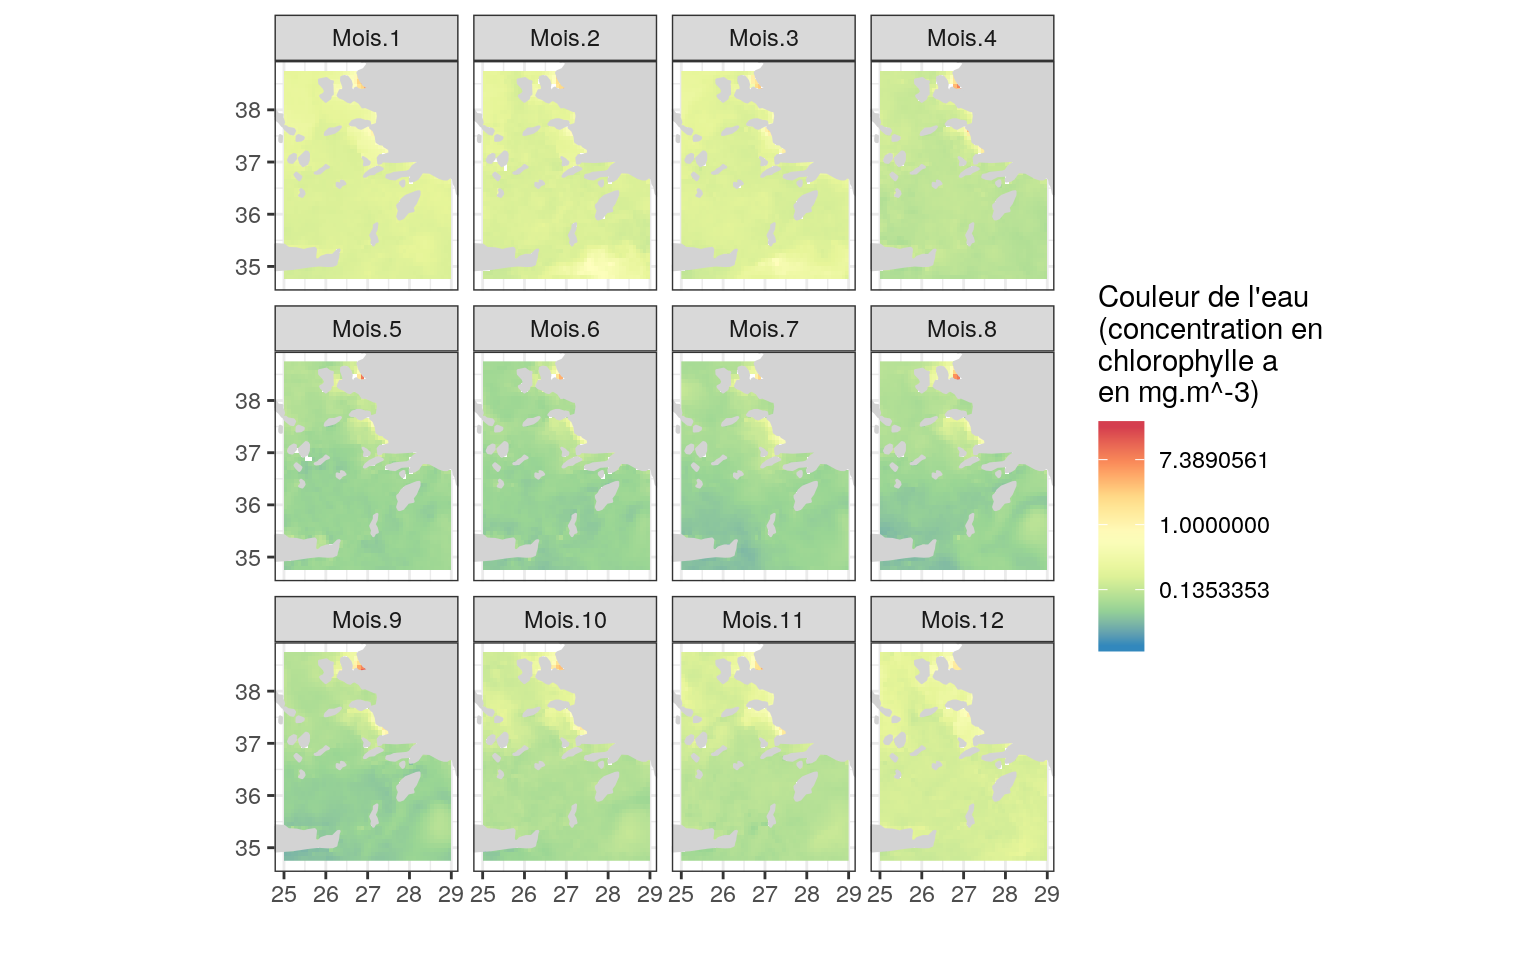 Mois.1 Mois.2 Mois.3 Mois.4
38
37
36
35
Mois.5 Mois.6 Mois.7 Mois.8
38
37
36
35
Mois.9 Mois.10 Mois.11 Mois.12
38
37
36
35
25 26 27 28 29 25 26 27 28 29 25 26 27 28 29 25 26 27 28 29
Couleur de l'eau
(concentration en
chlorophylle a
en mg.m^-3)
7.3890561
1.0000000
0.1353353